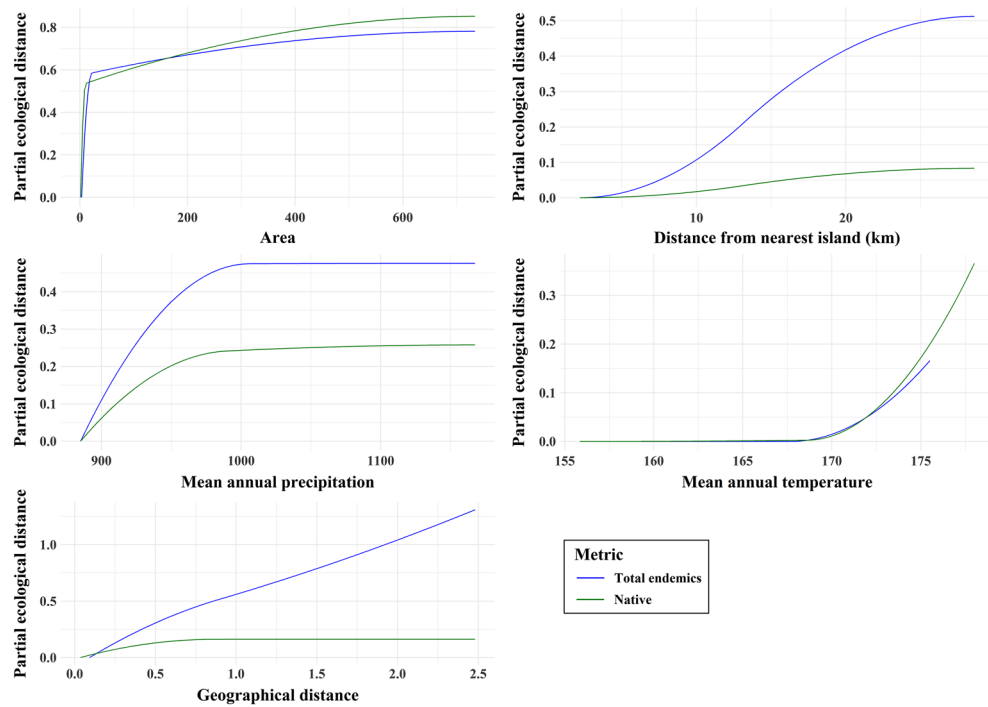 Partial ecological distance
0.8
0.6
0.4
0.2
0.0
0 200 400 600
Area
Partial ecological distance
0.5
0.4
0.3
0.2
0.1
0.0
10 20
Distance from nearest island (km)
Partial ecological distance
0.4
0.3
0.2
0.1
0.0
900 1000 1100
Mean annual precipitation
Partial ecological distance
0.3
0.2
0.1
0.0
155 160 165 170 175
Mean annual temperature
Partial ecological distance
1.0
0.5
0.0
0.0 0.5 1.0 1.5 2.0 2.5
Geographical distance
Metric
Total endemics
Native